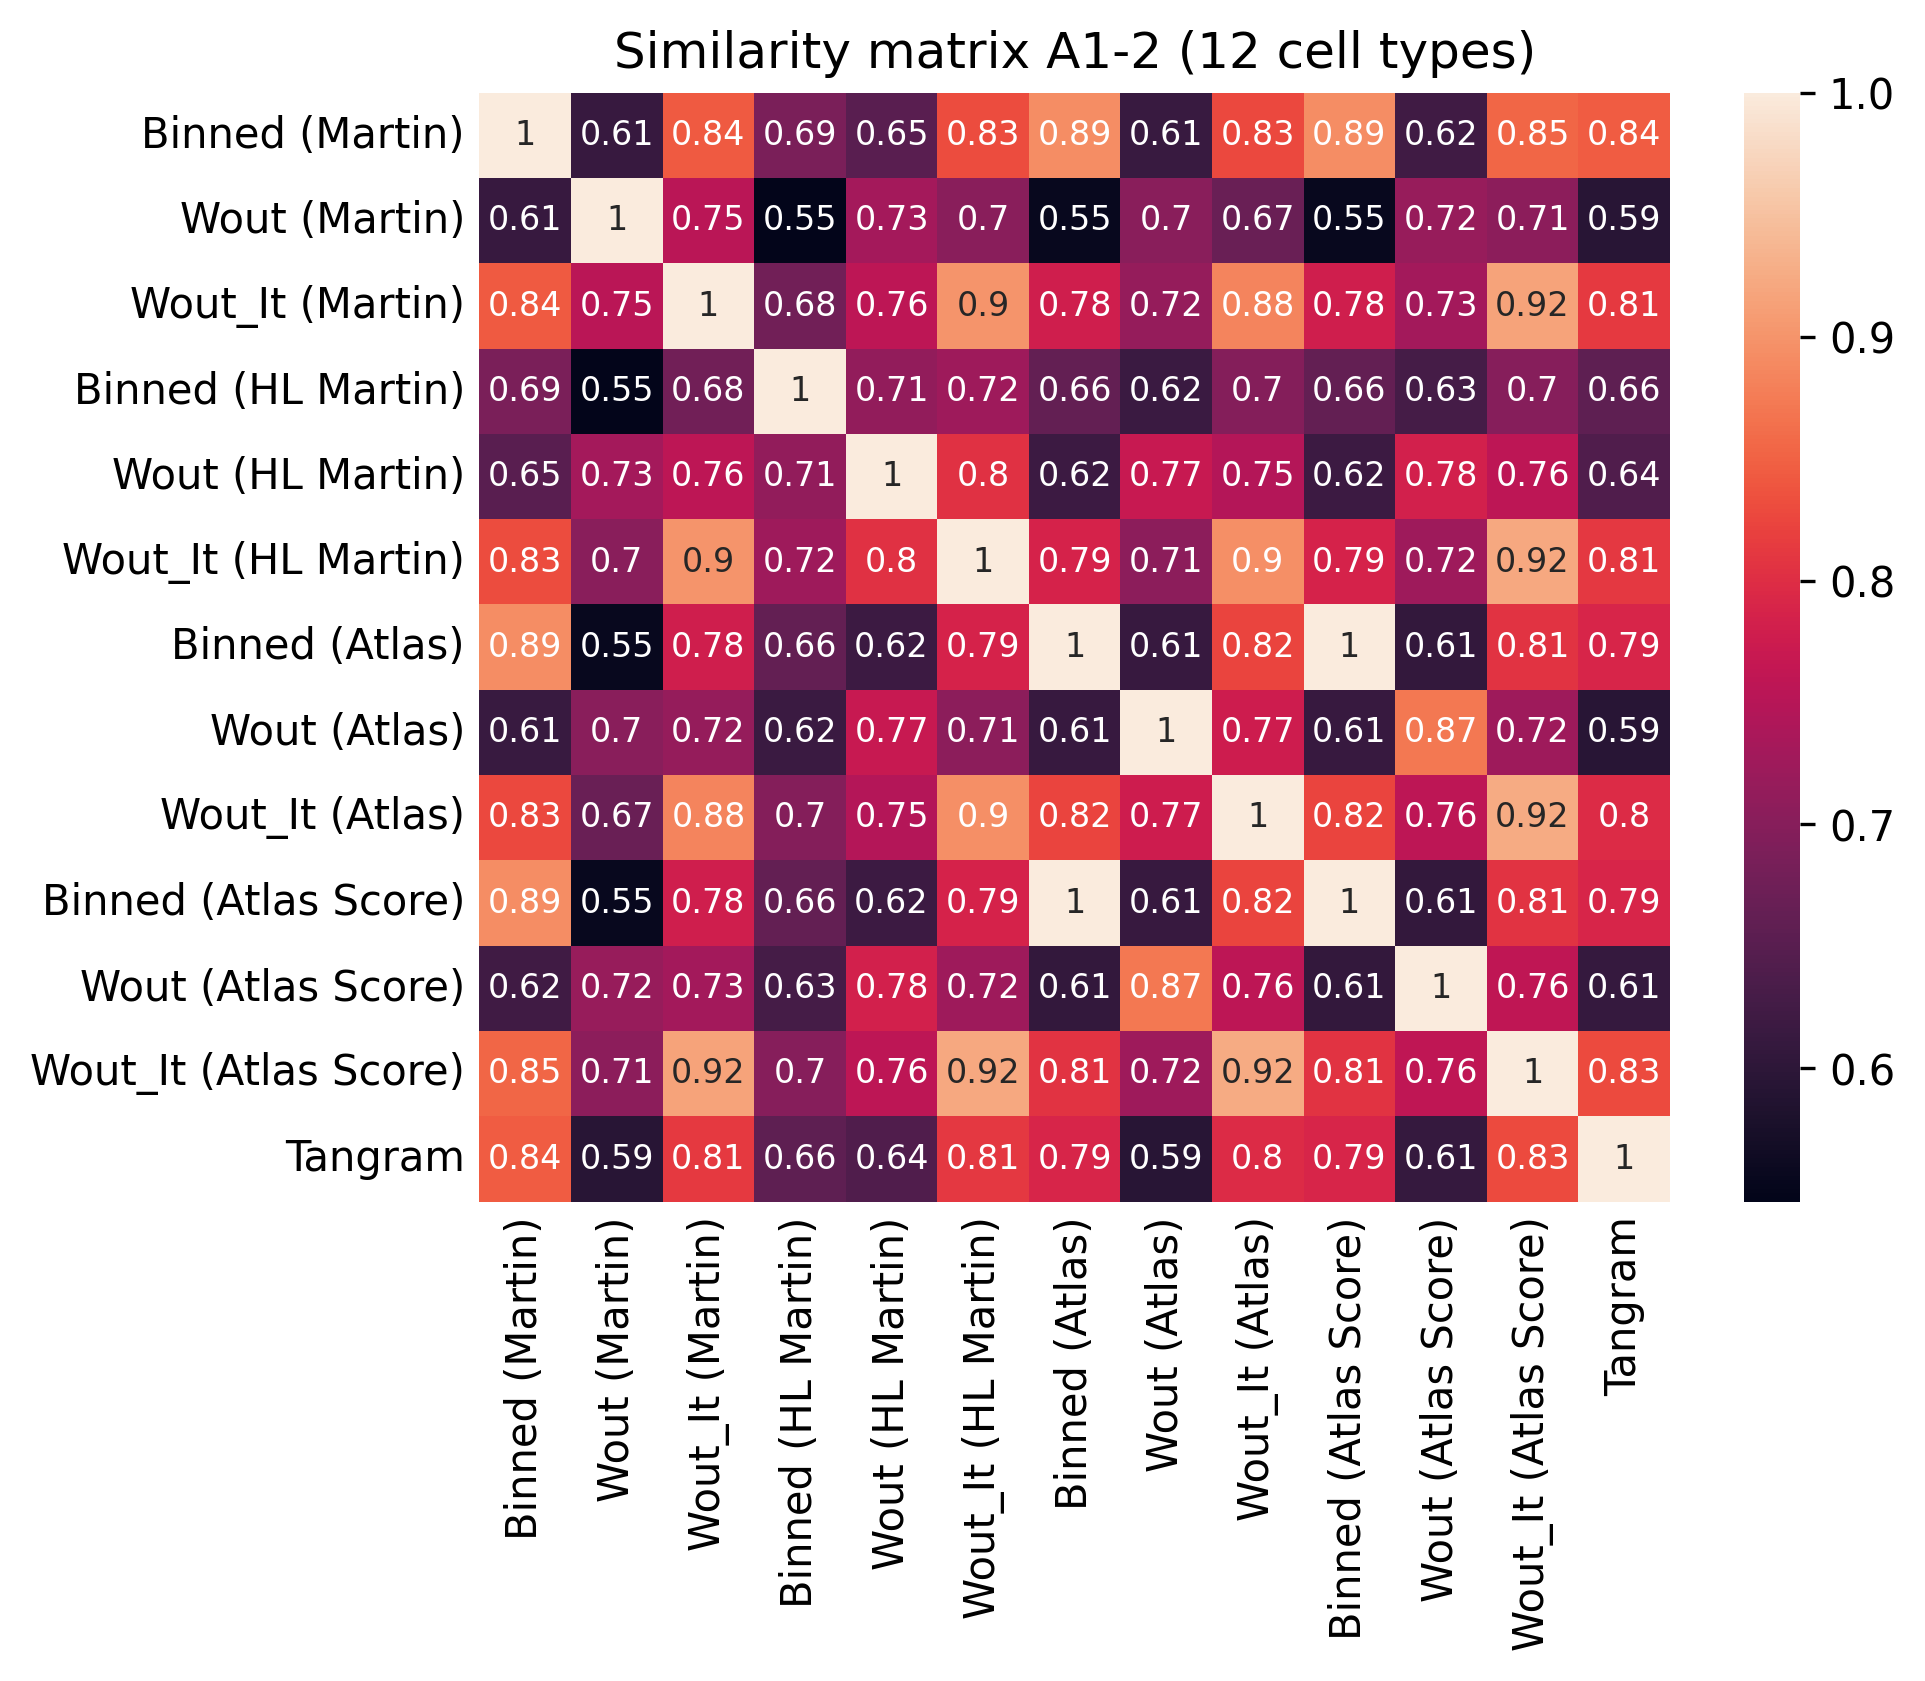 Similarity matrix A1-2 (12 cell types)
Binned (Martin) 1 0.61 0.84 0.69 0.65 0.83 0.89 0.61 0.83 0.89 0.62 0.85 0.84
Wout (Martin) 0.61 1 0.75 0.55 0.73 0.7 0.55 0.7 0.67 0.55 0.72 0.71 0.59
Wout_It (Martin) 0.84 0.75 1 0.68 0.76 0.9 0.78 0.72 0.88 0.78 0.73 0.92 0.81
Binned (HL Martin) 0.69 0.55 0.68 1 0.71 0.72 0.66 0.62 0.7 0.66 0.63 0.7 0.66
Wout (HL Martin) 0.65 0.73 0.76 0.71 1 0.8 0.62 0.77 0.75 0.62 0.78 0.76 0.64
Wout_It (HL Martin) 0.83 0.7 0.9 0.72 0.8 1 0.79 0.71 0.9 0.79 0.72 0.92 0.81
Binned (Atlas) 0.89 0.55 0.78 0.66 0.62 0.79 1 0.61 0.82 1 0.61 0.81 0.79
Wout (Atlas) 0.61 0.7 0.72 0.62 0.77 0.71 0.61 1 0.77 0.61 0.87 0.72 0.59
Wout_It (Atlas) 0.83 0.67 0.88 0.7 0.75 0.9 0.82 0.77 1 0.82 0.76 0.92 0.8
Binned (Atlas Score) 0.89 0.55 0.78 0.66 0.62 0.79 1 0.61 0.82 1 0.61 0.81 0.79
Wout (Atlas Score) 0.62 0.72 0.73 0.63 0.78 0.72 0.61 0.87 0.76 0.61 1 0.76 0.61
Wout_It (Atlas Score) 0.85 0.71 0.92 0.7 0.76 0.92 0.81 0.72 0.92 0.81 0.76 1 0.83
Tangram 0.84 0.59 0.81 0.66 0.64 0.81 0.79 0.59 0.8 0.79 0.61 0.83 1
Binned (Martin)
Wout (Martin)
Wout_It (Martin)
Binned (HL Martin)
Wout (HL Martin)
Wout_It (HL Martin)
Binned (Atlas)
Wout (Atlas)
Wout_It (Atlas)
Binned (Atlas Score)
Wout (Atlas Score)
Wout_It (Atlas Score)
Tangram
1.0
0.9
0.8
0.7
0.6